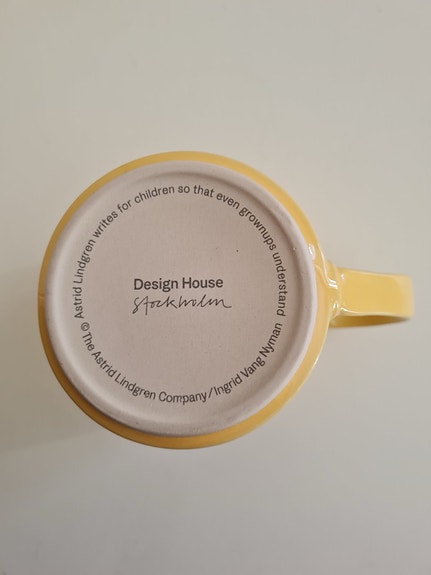 Astrid Lindgren writes for children so that even grownups understand
Design House
Stockholm
© The Astrid Lindgren Company / Ingrid Vang Nyman